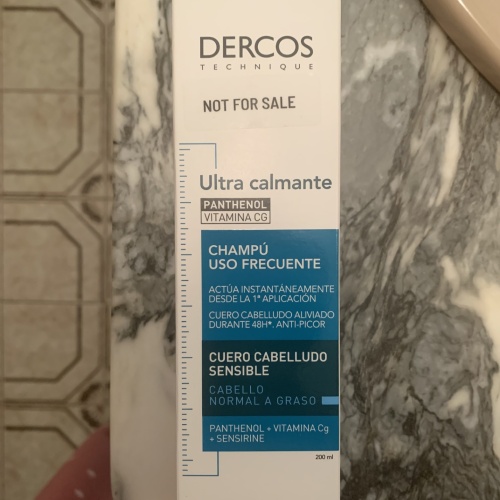 DERCOS
TECHNIQUE
NOT FOR SALE
Ultra calmante
PANTHENOL
VITAMINA CG
CHAMPÚ
USO FRECUENTE
ACTÚA INSTANTÁNEAMENTE
DESDE LA 1ª APLICACIÓN
CUERO CABELLUDO ALIVIADO
DURANTE 48H*. ANTI-PICOR
CUERO CABELLUDO
SENSIBLE
CABELLO
NORMAL A GRASO
PANTHENOL + VITAMINA Cg
+ SENSIRINE
200 ml